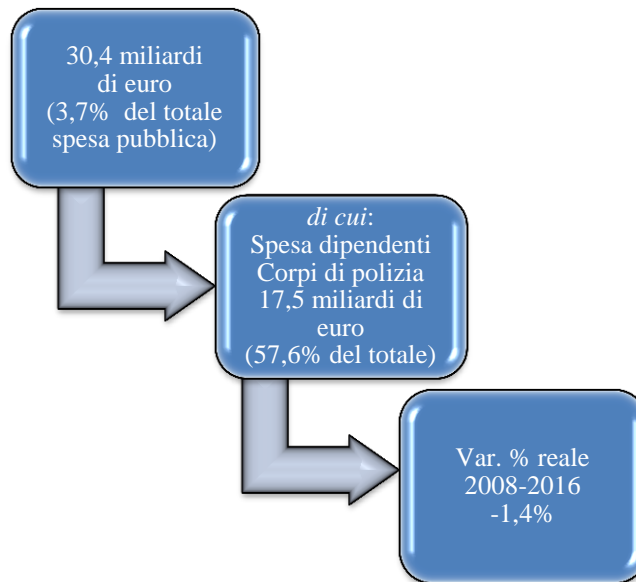 30,4 miliardi
di euro
(3,7% del totale
spesa pubblica)
di cui:
Spesa dipendenti
Corpi di polizia
17,5 miliardi di
euro
(57,6% del totale)
Var. % reale
2008-2016
-1,4%